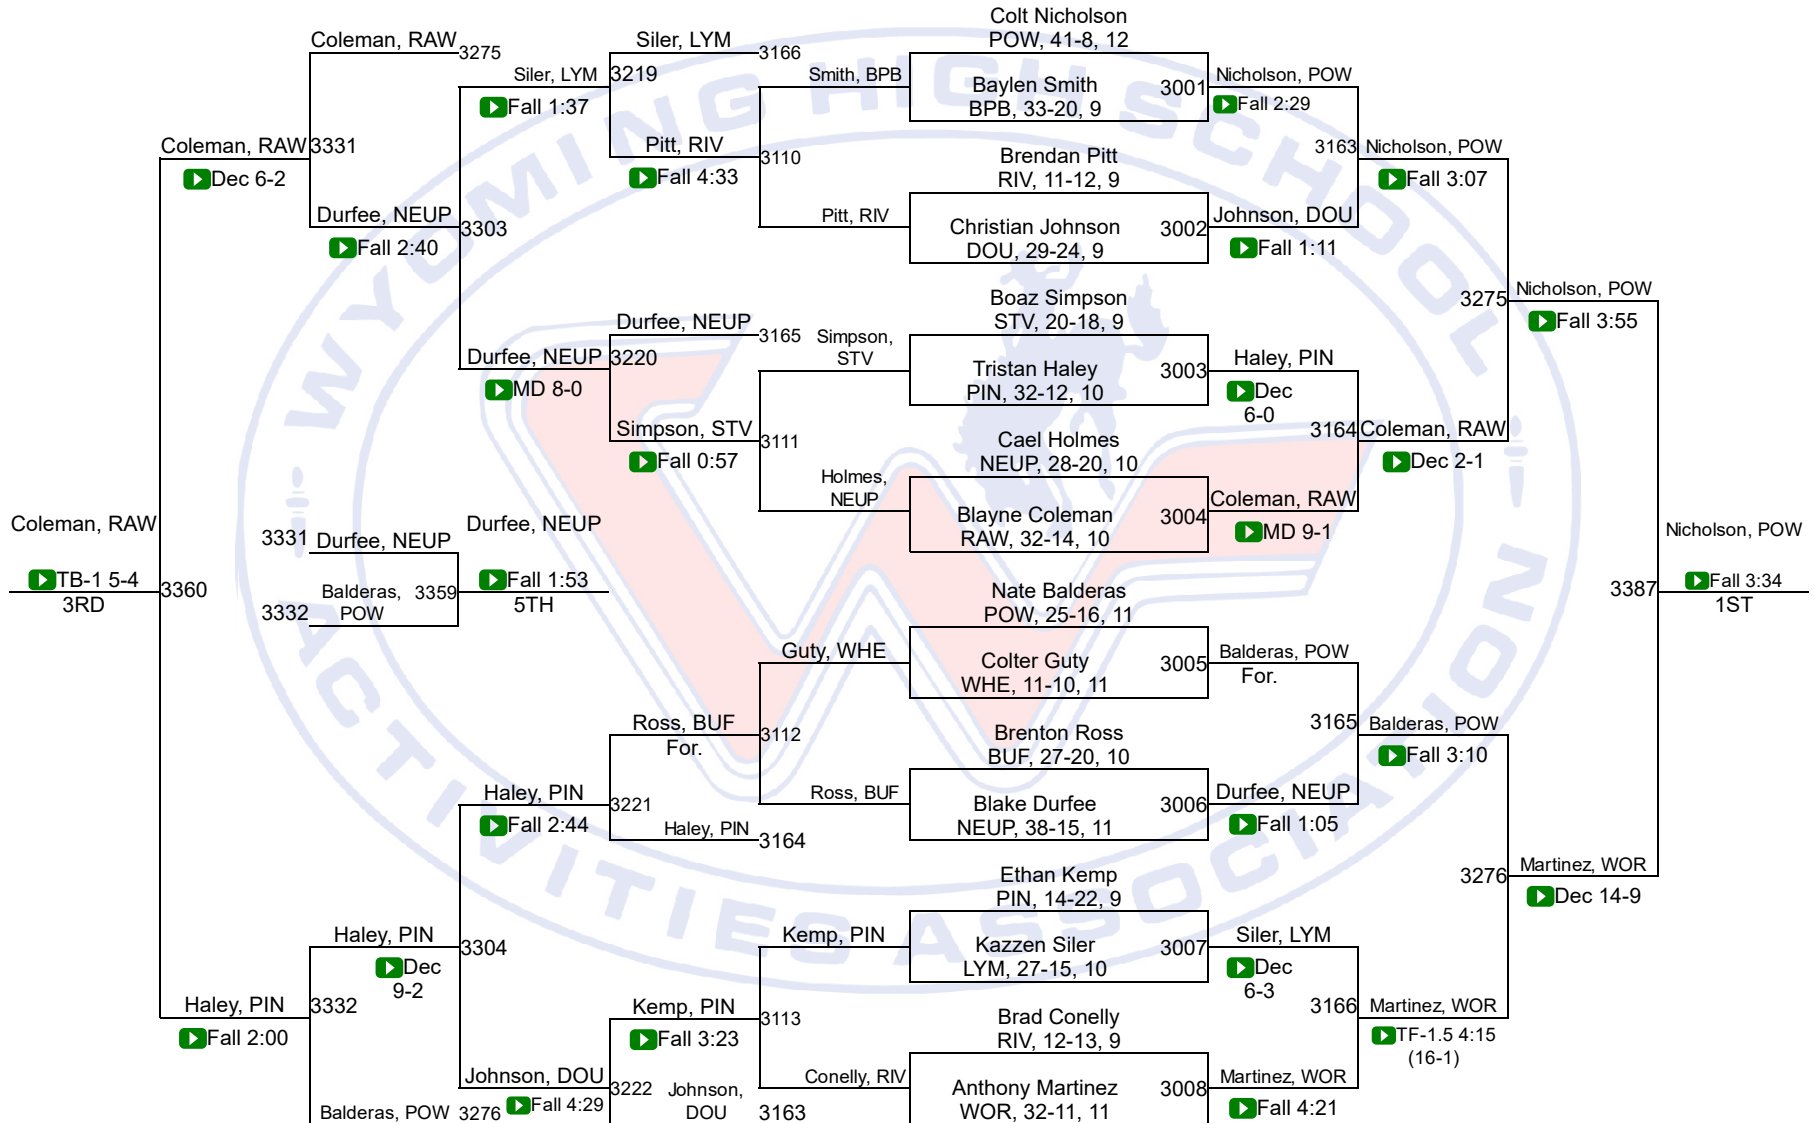 Colt Nicholson
POW, 41-8, 12
Coleman, RAW
3275
Siler, LYM
3166
Siler, LYM
3219
Smith, BPB
Baylen Smith
BPB, 33-20, 9
3001
Nicholson, POW
Fall 1:37
Fall 2:29
Coleman, RAW
3331
Pitt, RIV
3110
Brendan Pitt
RIV, 11-12, 9
3163
Nicholson, POW
Dec 6-2
Fall 4:33
Fall 3:07
Durfee, NEUP
3303
Pitt, RIV
Christian Johnson
DOU, 29-24, 9
3002
Johnson, DOU
Fall 2:40
Fall 1:11
Boaz Simpson
STV, 20-18, 9
3275
Nicholson, POW
Durfee, NEUP
3165
Simpson,
STV
Fall 3:55
Durfee, NEUP
3220
Tristan Haley
PIN, 32-12, 10
3003
Haley, PIN
MD 8-0
Dec
6-0
Simpson, STV
3111
Cael Holmes
NEUP, 28-20, 10
3164
Coleman, RAW
Fall 0:57
Dec 2-1
Holmes,
NEUP
Blayne Coleman
RAW, 32-14, 10
3004
Coleman, RAW
MD 9-1
Coleman, RAW
3331
Durfee, NEUP
Durfee, NEUP
Nicholson, POW
TB-1 5-4
3RD
3360
Balderas,
POW
3359
3332
Fall 1:53
5TH
Nate Balderas
POW, 25-16, 11
3387
Fall 3:34
1ST
Guty, WHE
Colter Guty
WHE, 11-10, 11
3005
Balderas, POW
For.
Ross, BUF
For.
3112
Brenton Ross
BUF, 27-20, 10
3165
Balderas, POW
Fall 3:10
Haley, PIN
3221
Ross, BUF
Blake Durfee
NEUP, 38-15, 11
3006
Durfee, NEUP
Fall 2:44
Fall 1:05
Haley, PIN
3164
Ethan Kemp
PIN, 14-22, 9
3276
Martinez, WOR
Dec 14-9
Haley, PIN
3304
Kemp, PIN
Kazzen Siler
LYM, 27-15, 10
3007
Siler, LYM
Dec
9-2
Dec
6-3
Haley, PIN
3332
Kemp, PIN
3113
Brad Conelly
RIV, 12-13, 9
3166
Martinez, WOR
Fall 2:00
Fall 3:23
TF-1.5 4:15
(16-1)
Johnson, DOU
3222
Johnson,
DOU
3163
Conelly, RIV
Anthony Martinez
WOR, 32-11, 11
3008
Martinez, WOR
Balderas, POW
3276
Fall 4:29
Fall 4:21
WYOMING HIGH SCHOOL
ACTIVITIES ASSOCIATION